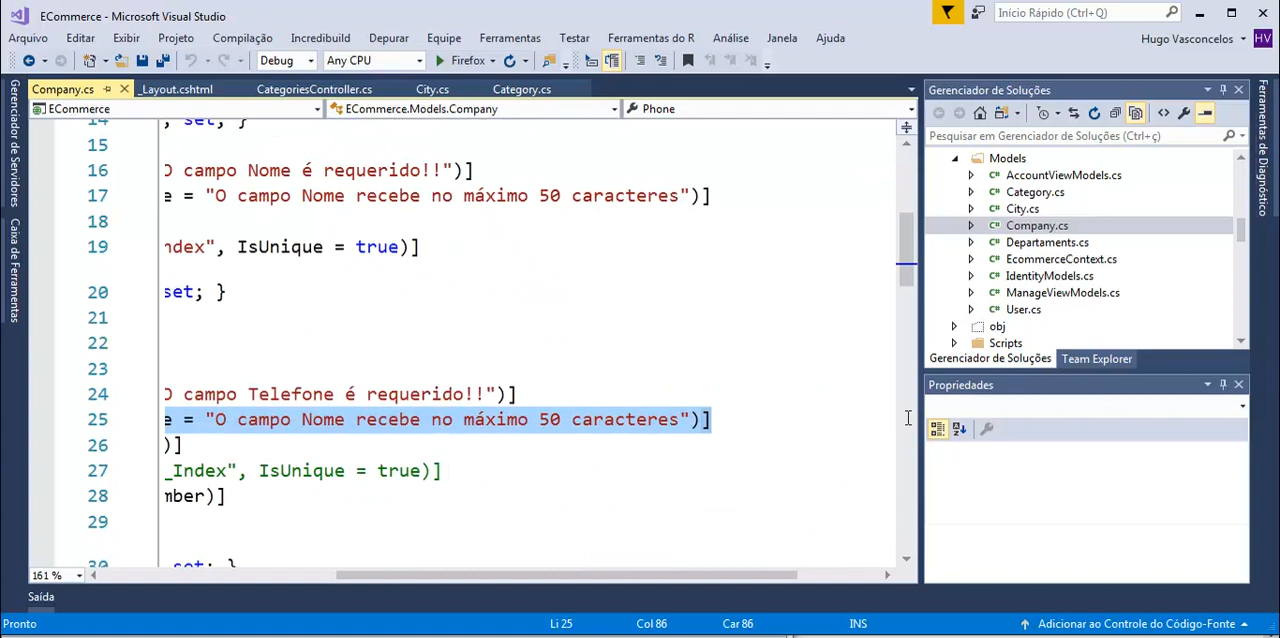 ECommerce - Microsoft Visual Studio
Início Rápido (Ctrl+Q)
Arquivo Editar Exibir Projeto Compilação Incredibuild Depurar Equipe Ferramentas Testar Ferramentas do R Análise Janela Ajuda
Hugo Vasconcelos HV
Debug Any CPU Firefox
Company.cs _Layout.cshtml CategoriesController.cs City.cs Category.cs
ECommerce ECommerce.Models.Company Phone
14 , set; }
15
16 O campo Nome é requerido!!")]
17 e = "O campo Nome recebe no máximo 50 caracteres")]
18
19 ndex", IsUnique = true)]
20 set; }
21
22
23
24 O campo Telefone é requerido!!")]
25 e = "O campo Nome recebe no máximo 50 caracteres")]
26 )]
27 _Index", IsUnique = true)]
28 mber)]
29
30 set; }
161 %
Gerenciador de Servidores
Caixa de Ferramentas
Gerenciador de Soluções
Pesquisar em Gerenciador de Soluções (Ctrl+ç)
Models
C# AccountViewModels.cs
C# Category.cs
C# City.cs
C# Company.cs
C# Departaments.cs
C# EcommerceContext.cs
C# IdentityModels.cs
C# ManageViewModels.cs
C# User.cs
obj
Scripts
Gerenciador de Soluções Team Explorer
Propriedades
Ferramentas de Diagnóstico
Saída
Pronto Li 25 Col 86 Car 86 INS Adicionar ao Controle do Código-Fonte